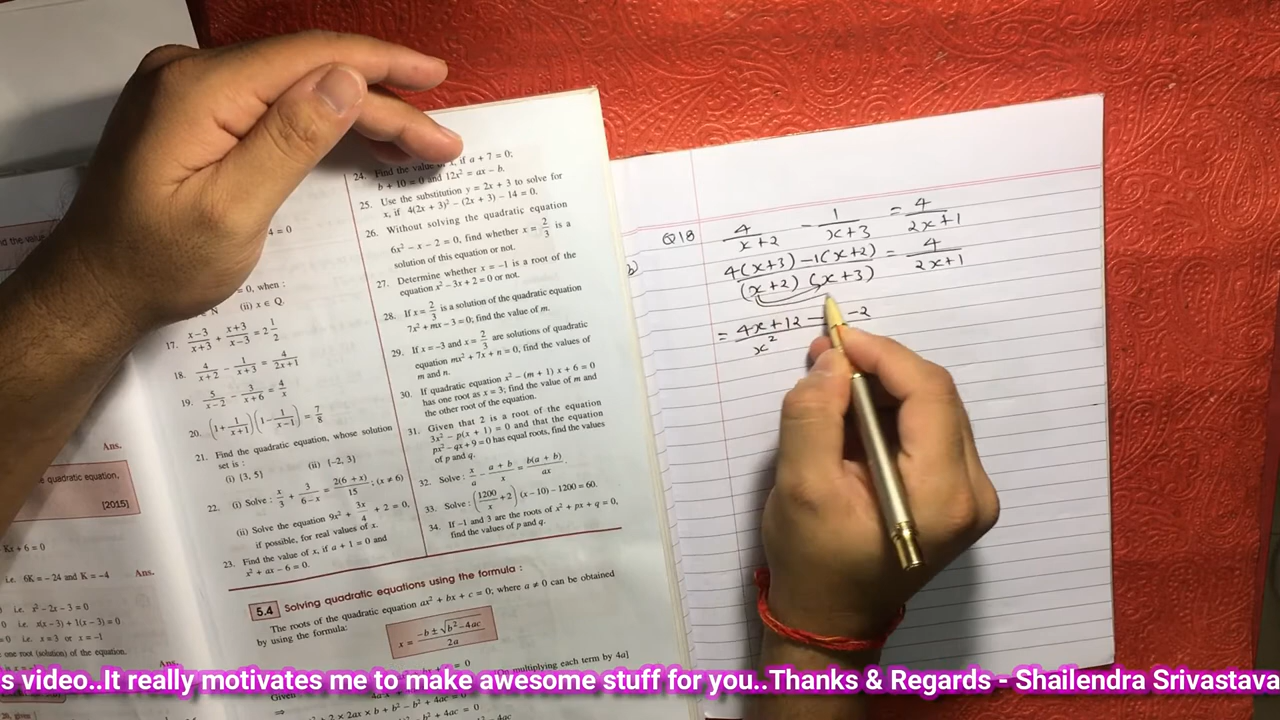 = 0, when :
(ii) x ∈ Q.
17. x−3/x+3 + x+3/x−3 = 2 1/2
18. 4/x+2 − 1/x+3 = 4/2x+1
19. 5/x−2 − 3/x+6 = 4/x
20. (1+ 1/x+1)(1− 1/x−1) = 7/8
21. Find the quadratic equation, whose solution
set is :
(i) {3, 5} (ii) {−2, 3}
22. (i) Solve : x/3 + 3/6−x = 2(6 + x)/15 ; (x ≠ 6)
(ii) Solve the equation 9x² + 3x/4 + 2 = 0,
if possible, for real values of x.
23. Find the value of x, if a + 1 = 0 and
x² + ax − 6 = 0.
24. Find the value of x, if a + 7 = 0;
b + 10 = 0 and 12x² = ax − b.
25. Use the substitution y = 2x + 3 to solve for
x, if 4(2x + 3)² − (2x + 3) − 14 = 0.
26. Without solving the quadratic equation
6x² − x − 2 = 0, find whether x = 2/3 is a
solution of this equation or not.
27. Determine whether x = −1 is a root of the
equation x² − 3x + 2 = 0 or not.
28. If x = 2/3 is a solution of the quadratic equation
7x² + mx − 3 = 0; find the value of m.
29. If x = −3 and x = 2/3 are solutions of quadratic
equation mx² + 7x + n = 0, find the values of
m and n.
30. If quadratic equation x² − (m + 1) x + 6 = 0
has one root as x = 3; find the value of m and
the other root of the equation.
31. Given that 2 is a root of the equation
3x² − p(x + 1) = 0 and that the equation
px² − qx + 9 = 0 has equal roots, find the values
of p and q.
32. Solve : x/a − a + b/x = b(a + b)/ax.
33. Solve : (1200/x + 2) (x − 10) − 1200 = 60.
34. If −1 and 3 are the roots of x² + px + q = 0,
find the values of p and q.
5.4 Solving quadratic equations using the formula :
The roots of the quadratic equation ax² + bx + c = 0; where a ≠ 0 can be obtained
by using the formula:
x = −b ± √b² − 4ac / 2a
multiplying each term by 4a]
Ans.
quadratic equation,
[2015]
Kx + 6 = 0
i.e. 6K = − 24 and K = −4 Ans.
i.e. x² − 2x − 3 = 0
x(x − 3) + 1(x − 3) = 0
i.e. x = 3 or x = −1
one root (solution) of the equation.
Ans.
Q18 4/x+2 − 1/x+3 = 4/2x+1
4(x+3) −1(x+2)/(x+2) (x+3) = 4/2x+1
= 4x+12 − −2/x²
s video..It really motivates me to make awesome stuff for you..Thanks & Regards - Shailendra Srivastava